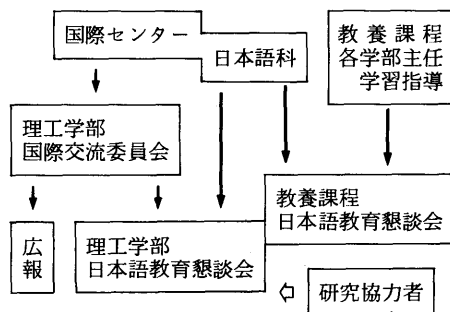 国際センター
日本語科
教養課程
各学部主任
学習指導
理工学部
国際交流委員会
広報
理工学部
日本語教育懇談会
教養課程
日本語教育懇談会
研究協力者